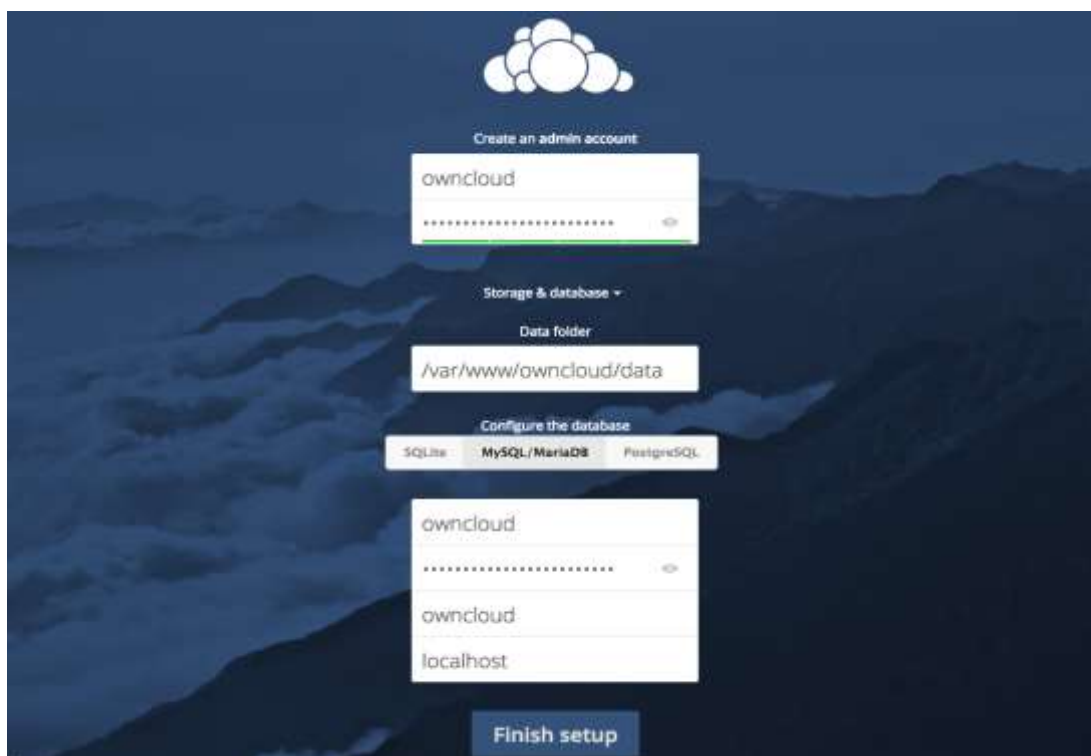 Create an admin account
owncloud
••••••••••••••••••••••••
Storage & database
Data folder
/var/www/owncloud/data
Configure the database
SQLite MySQL/MariaDB PostgreSQL
owncloud
••••••••••••••••••••••••
owncloud
localhost
Finish setup